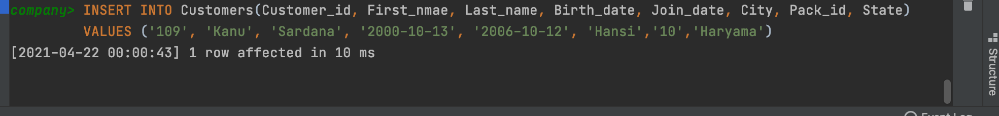 company> INSERT INTO Customers(Customer_id, First_nmae, Last_name, Birth_date, Join_date, City, Pack_id, State)
VALUES ('109', 'Kanu', 'Sardana', '2000-10-13', '2006-10-12', 'Hansi','10','Haryama')
[2021-04-22 00:00:43] 1 row affected in 10 ms
Structure
Event Log